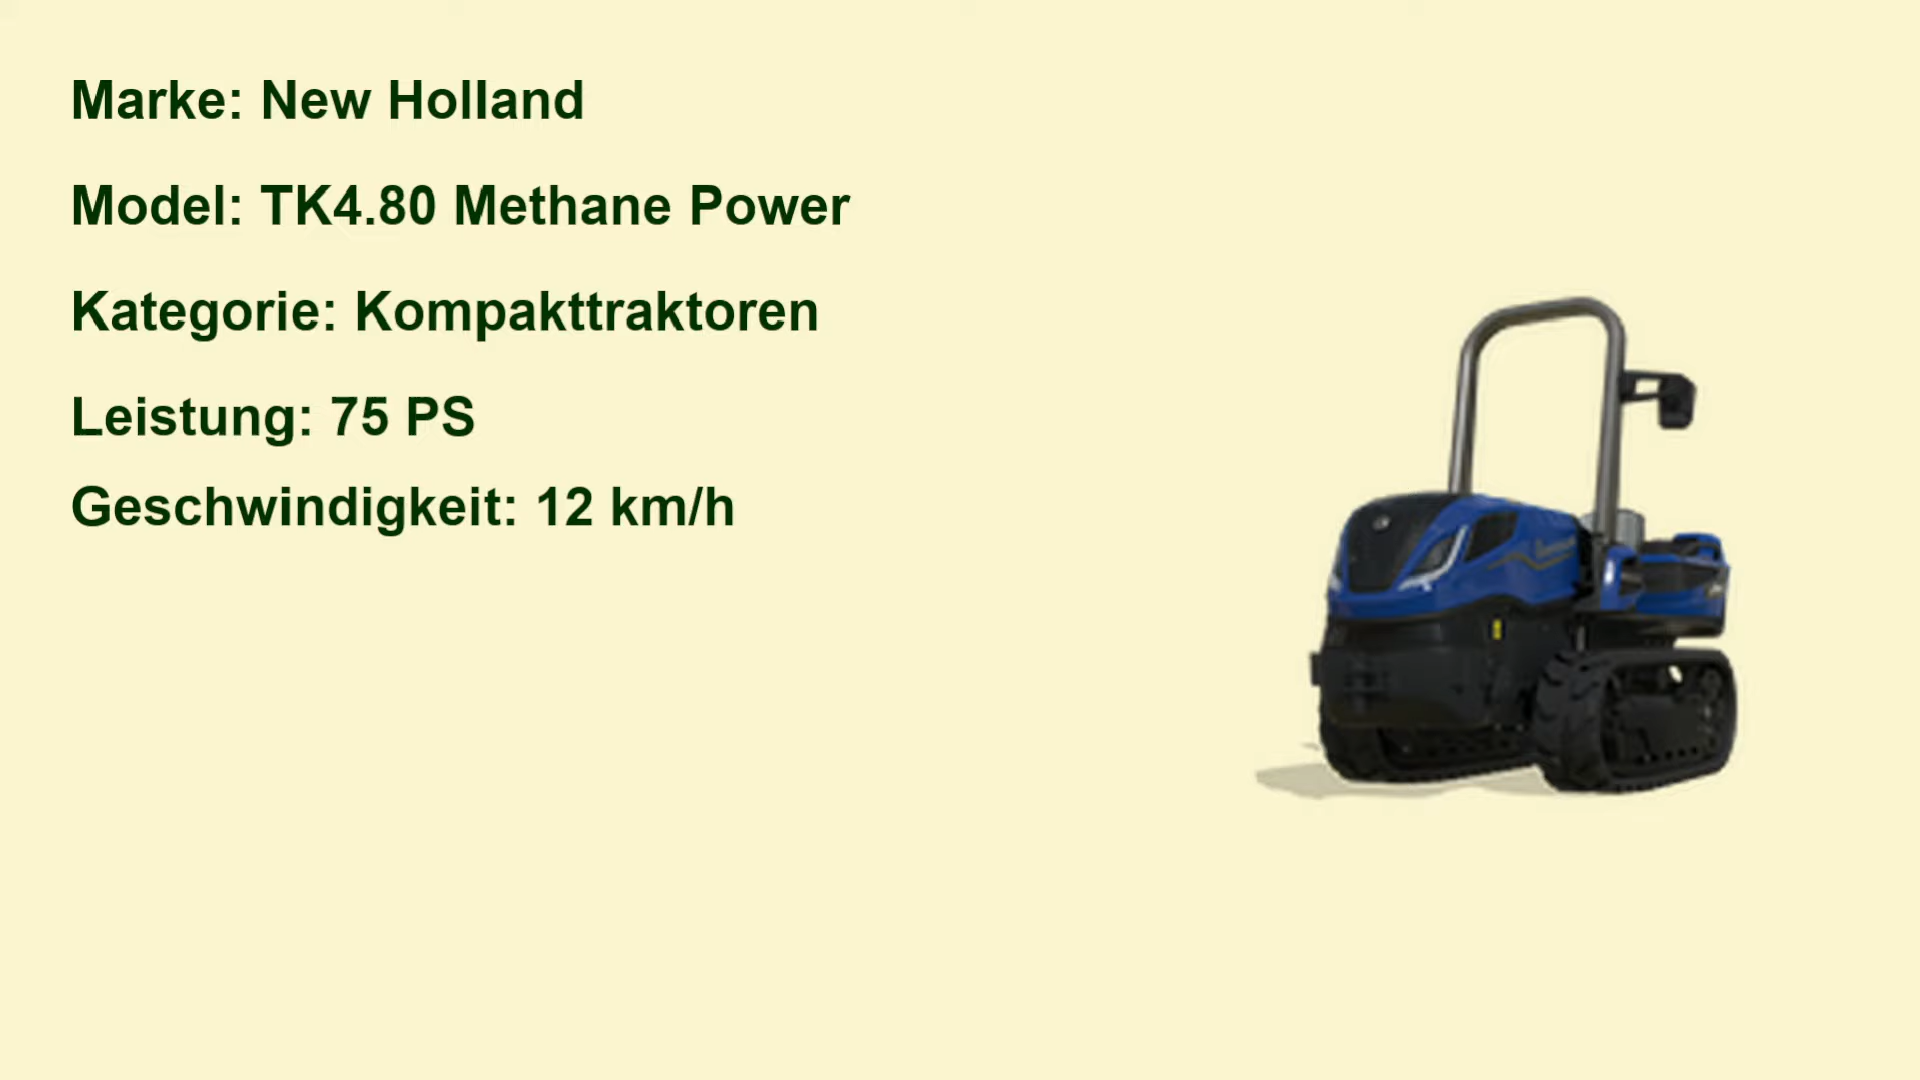 Marke: New Holland
Model: TK4.80 Methane Power
Kategorie: Kompakttraktoren
Leistung: 75 PS
Geschwindigkeit: 12 km/h